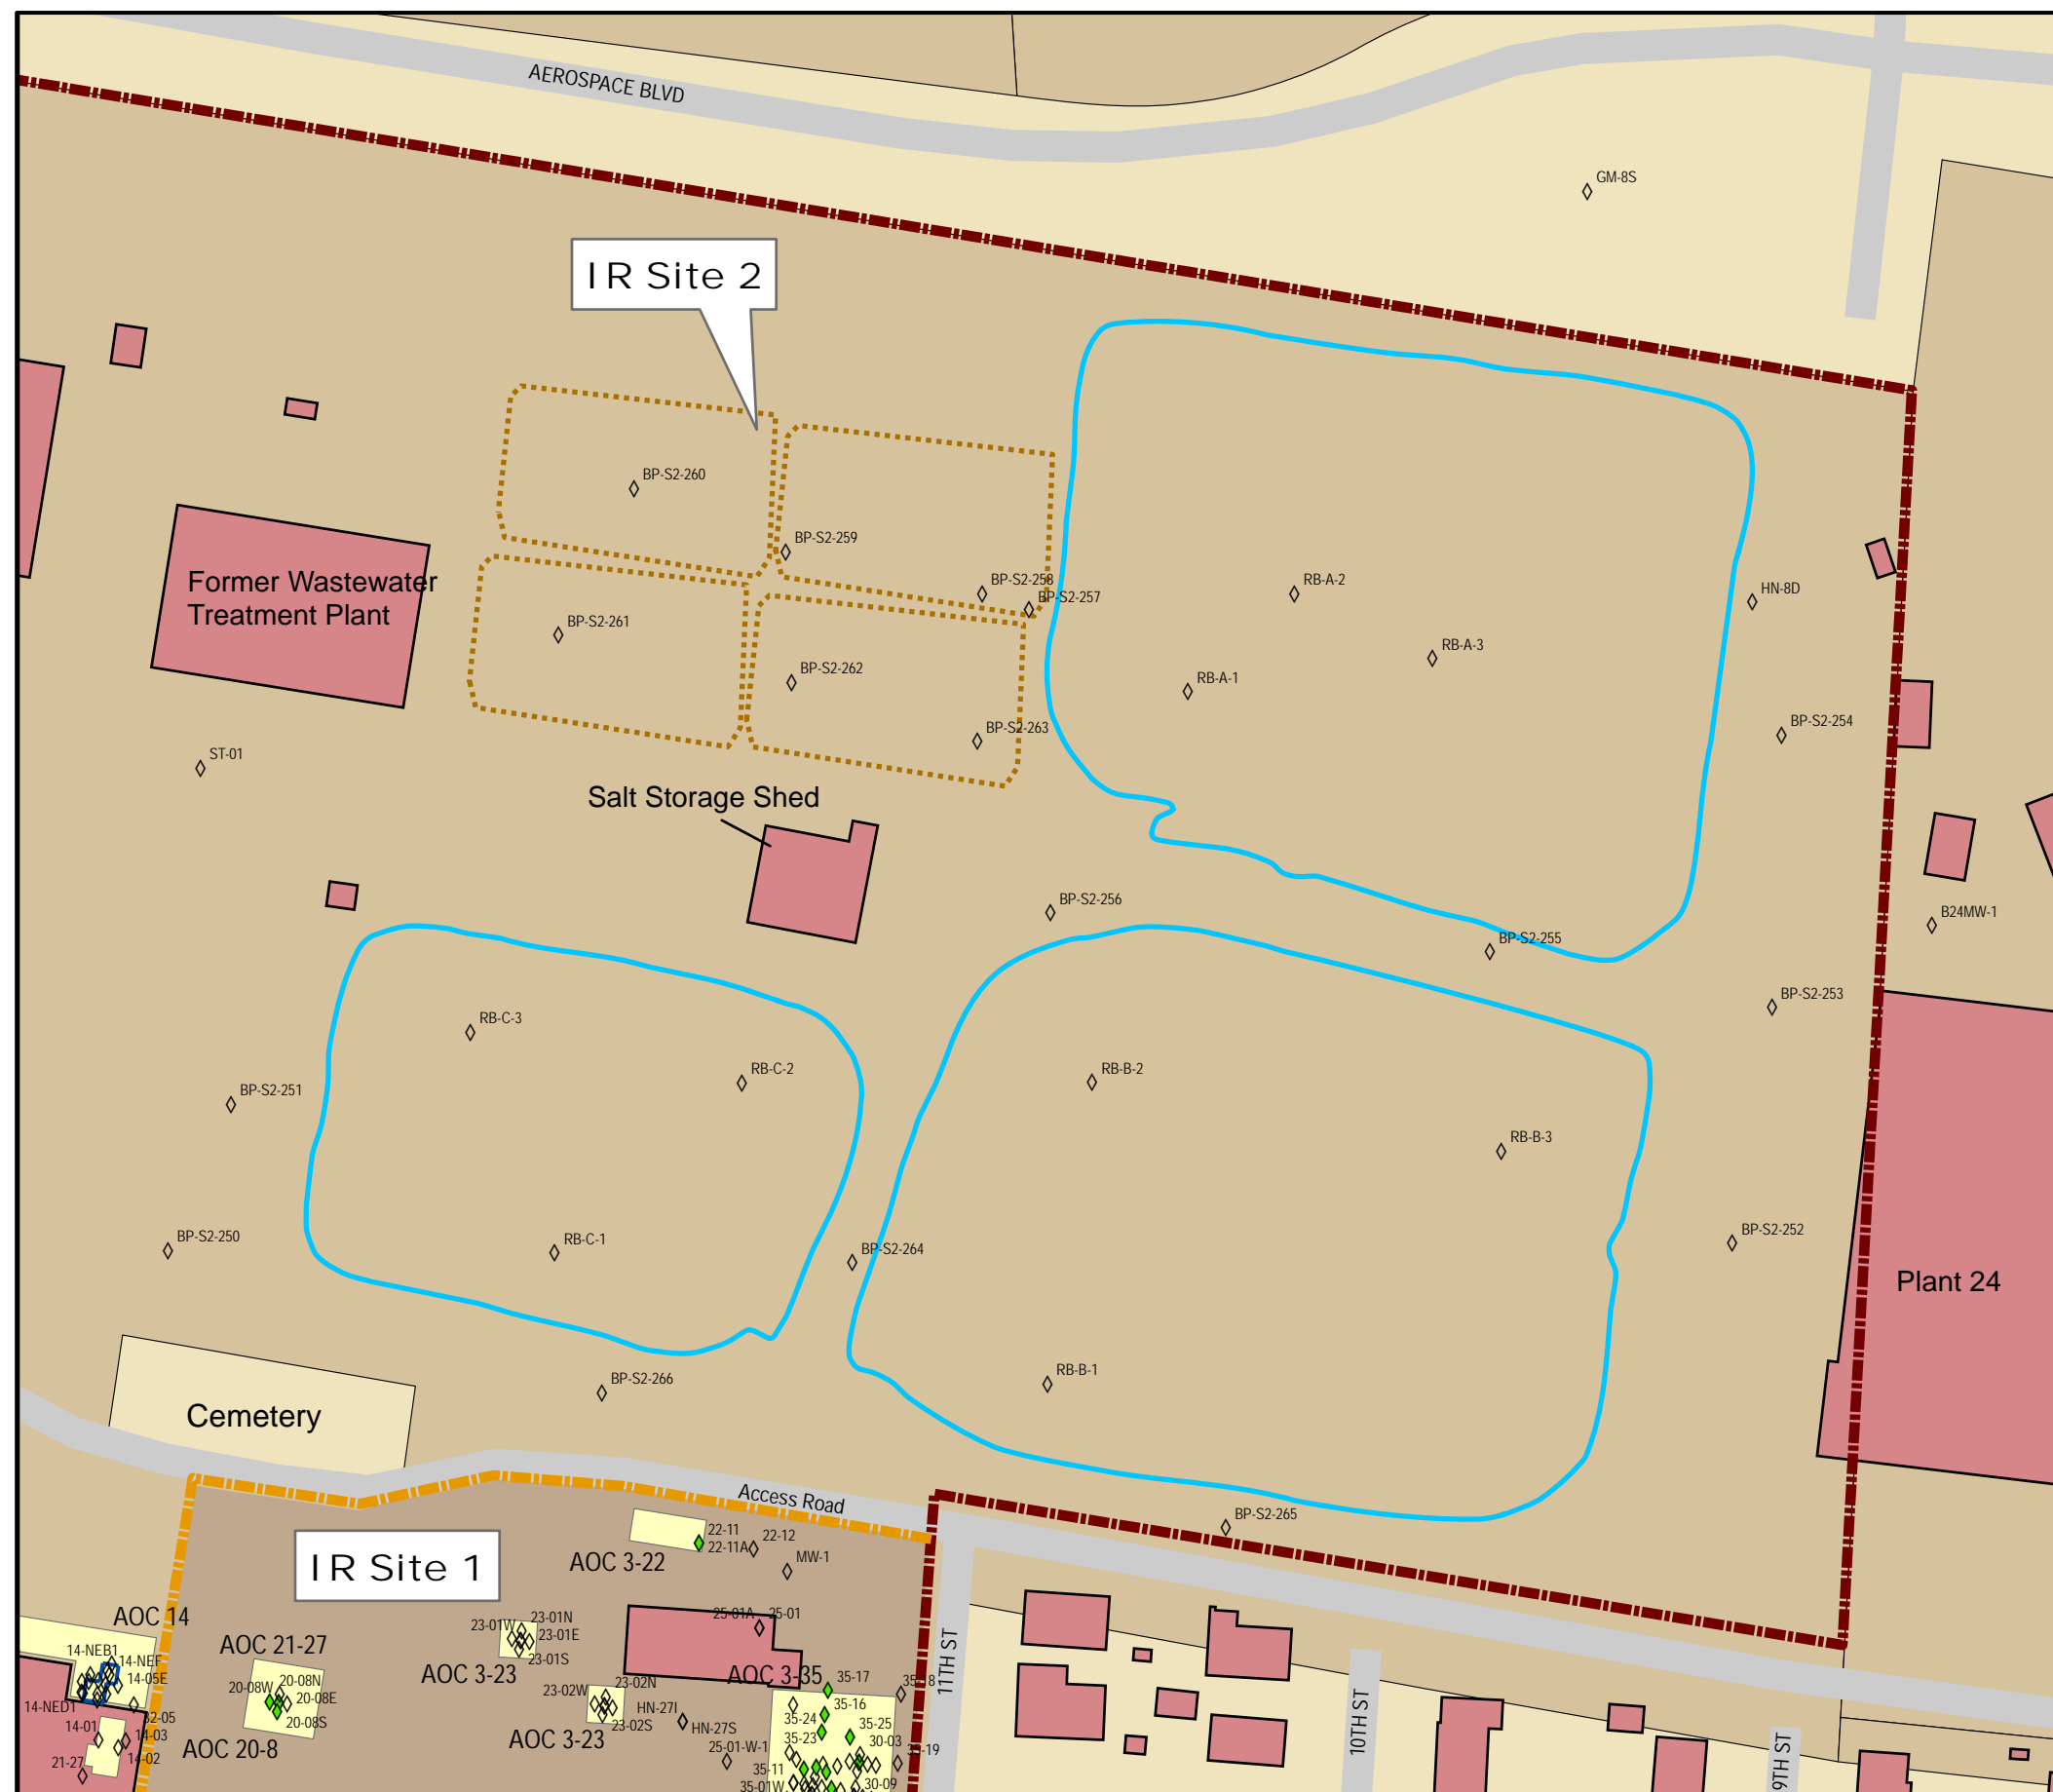 AEROSPACE BLVD
GM-8S
IR Site 2
BP-S2-260
BP-S2-259
BP-S2-258
BP-S2-257
RB-A-2
HN-8D
Former Wastewater
Treatment Plant
BP-S2-261
BP-S2-262
RB-A-3
RB-A-1
BP-S2-263
BP-S2-254
ST-01
Salt Storage Shed
BP-S2-256
B24MW-1
BP-S2-255
BP-S2-253
RB-C-3
RB-C-2
RB-B-2
BP-S2-251
RB-B-3
BP-S2-250
RB-C-1
BP-S2-264
BP-S2-252
Plant 24
BP-S2-266
RB-B-1
Cemetery
Access Road
BP-S2-265
IR Site 1
AOC 3-22
22-11
22-11A
22-12
MW-1
AOC 14
AOC 21-27
23-01W
23-01N
23-01E
23-01S
25-01A
25-01
11TH ST
14-NEB1
14-NEF
14-05E
AOC 3-23
AOC 3-35
35-17
35-18
20-08W
20-08N
20-08E
20-08S
23-02W
23-02N
23-02S
HN-27I
HN-27S
35-16
35-24
35-23
35-25
30-03
35-19
14-NED1
32-05
14-01
14-03
14-02
AOC 20-8
AOC 3-23
25-01-W-1
21-27
35-11
35-01W
30-09
10TH ST
9TH ST